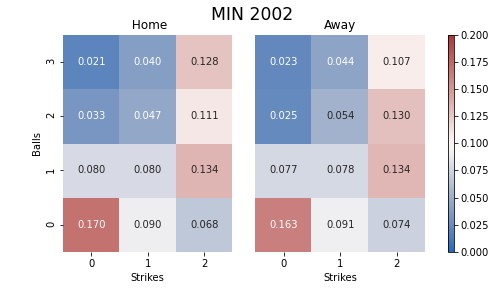 MIN 2002
Home Away
3 0.021 0.040 0.128 0.023 0.044 0.107
2 0.033 0.047 0.111 0.025 0.054 0.130
1 0.080 0.080 0.134 0.077 0.078 0.134
0 0.170 0.090 0.068 0.163 0.091 0.074
Balls
0 1 2 0 1 2
Strikes Strikes
0.200
0.175
0.150
0.125
0.100
0.075
0.050
0.025
0.000